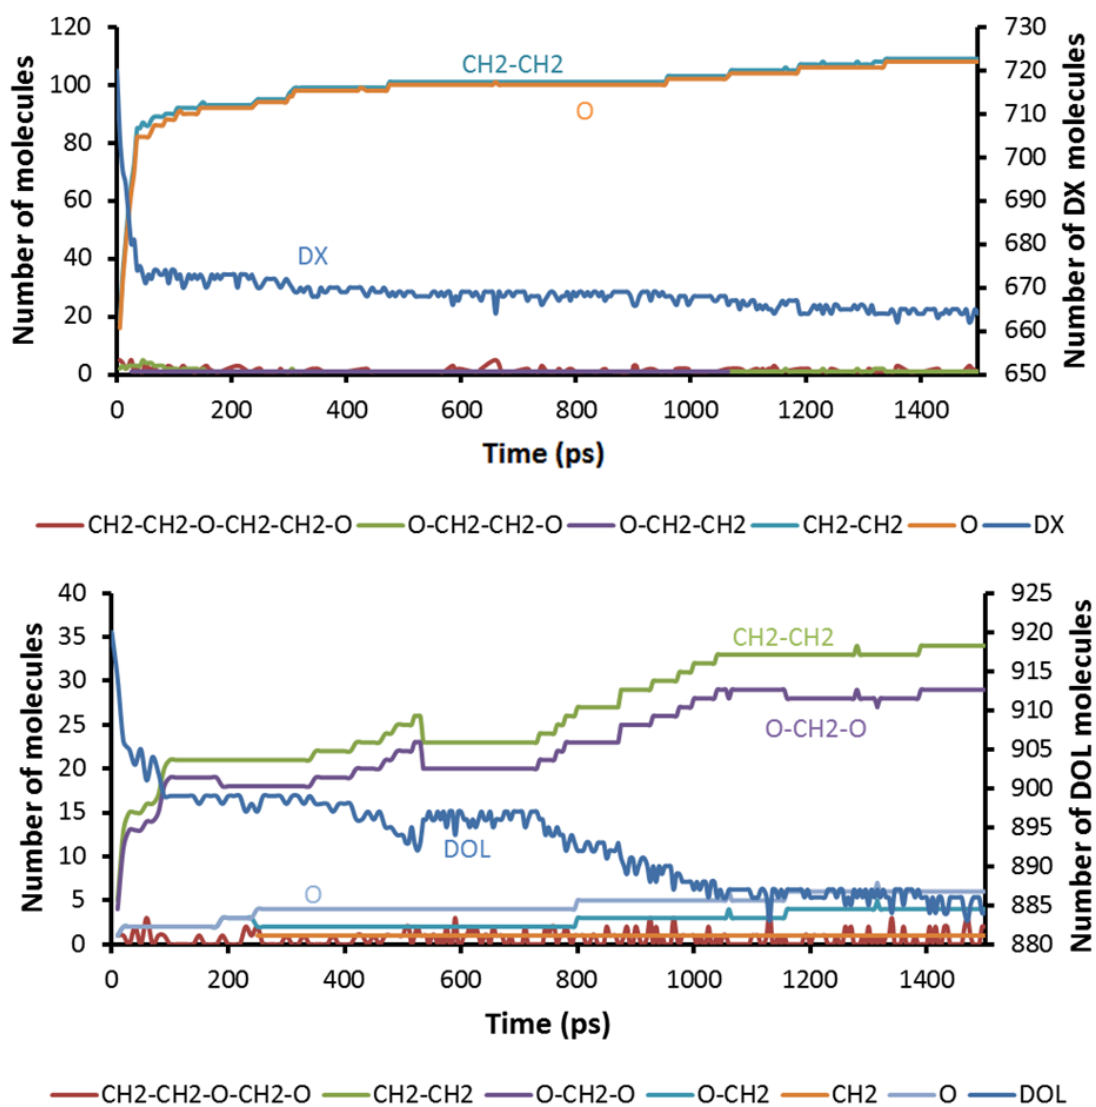 120 730
100 720
80 710
60 700
40 690
20 680
0 670
660
650
Number of molecules
Number of DX molecules
CH2-CH2
O
DX
0 200 400 600 800 1000 1200 1400
Time (ps)
CH2-CH2-O-CH2-CH2-O O-CH2-CH2-O O-CH2-CH2 CH2-CH2 O DX
40 925
35 920
30 915
25 910
20 905
15 900
10 895
5 890
0 885
880
Number of molecules
Number of DOL molecules
CH2-CH2
O-CH2-O
DOL
O
0 200 400 600 800 1000 1200 1400
Time (ps)
CH2-CH2-O-CH2-O CH2-CH2 O-CH2-O O-CH2 CH2 O DOL